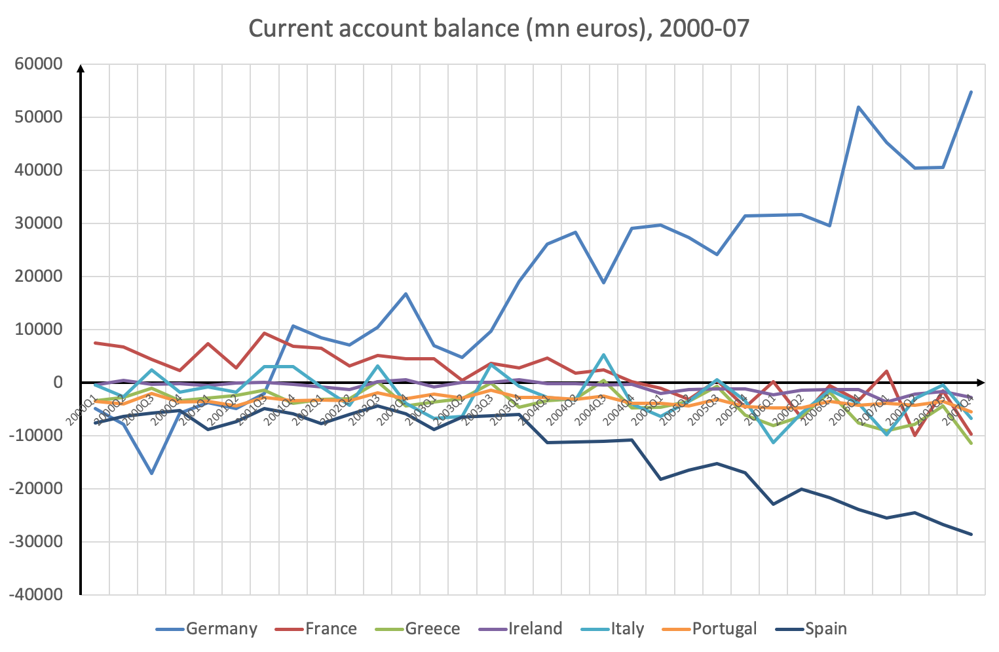 Current account balance (mn euros), 2000-07
60000
50000
40000
30000
20000
10000
0
-10000
-20000
-30000
-40000
2000Q1
2000Q2
2000Q3
2000Q4
2001Q1
2001Q2
2001Q3
2001Q4
2002Q1
2002Q2
2002Q3
2002Q4
2003Q1
2003Q2
2003Q3
2003Q4
2004Q1
2004Q2
2004Q3
2004Q4
2005Q1
2005Q2
2005Q3
2005Q4
2006Q1
2006Q2
2006Q3
2006Q4
2007Q1
2007Q2
2007Q3
2007Q4
Germany France Greece Ireland Italy Portugal Spain